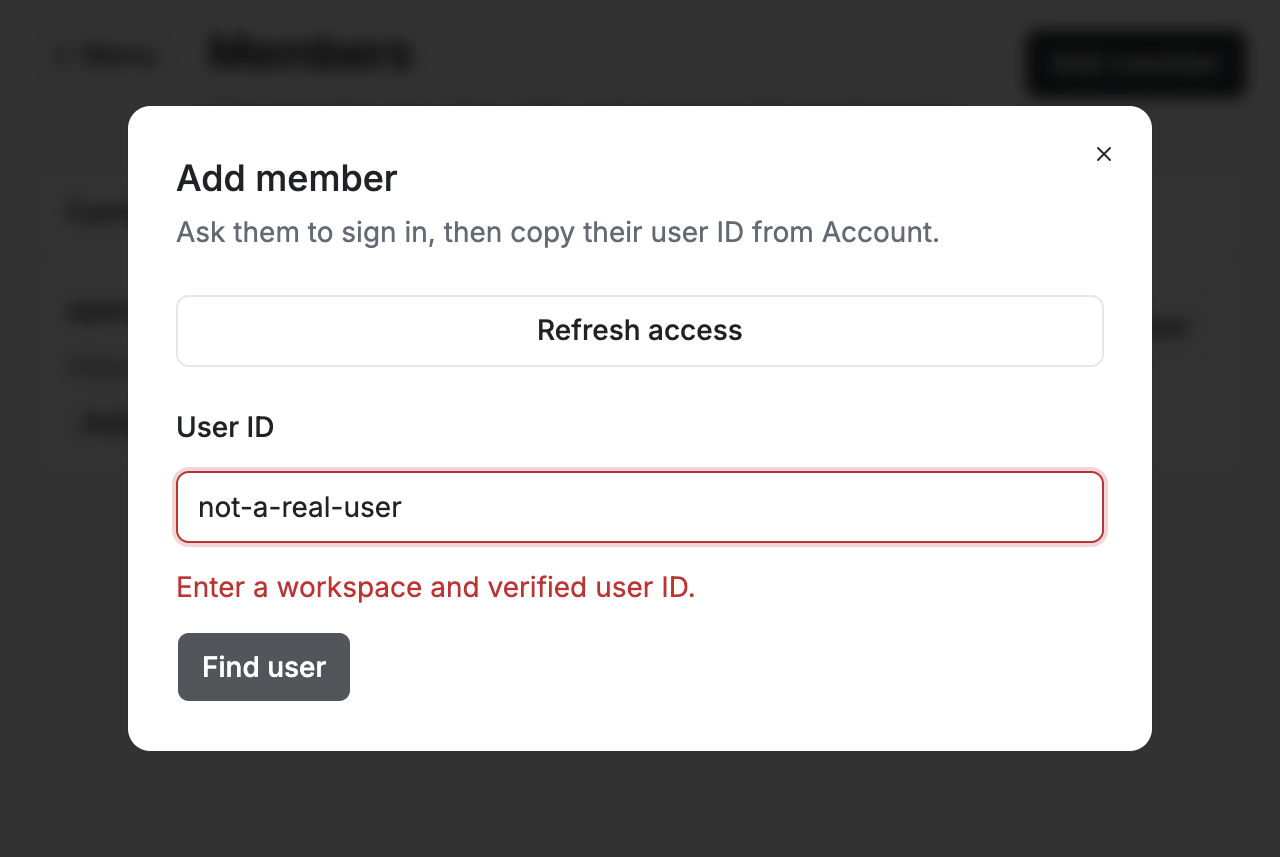 Members
Add member
Ask them to sign in, then copy their user ID from Account.
Refresh access
User ID
not-a-real-user
Enter a workspace and verified user ID.
Find user